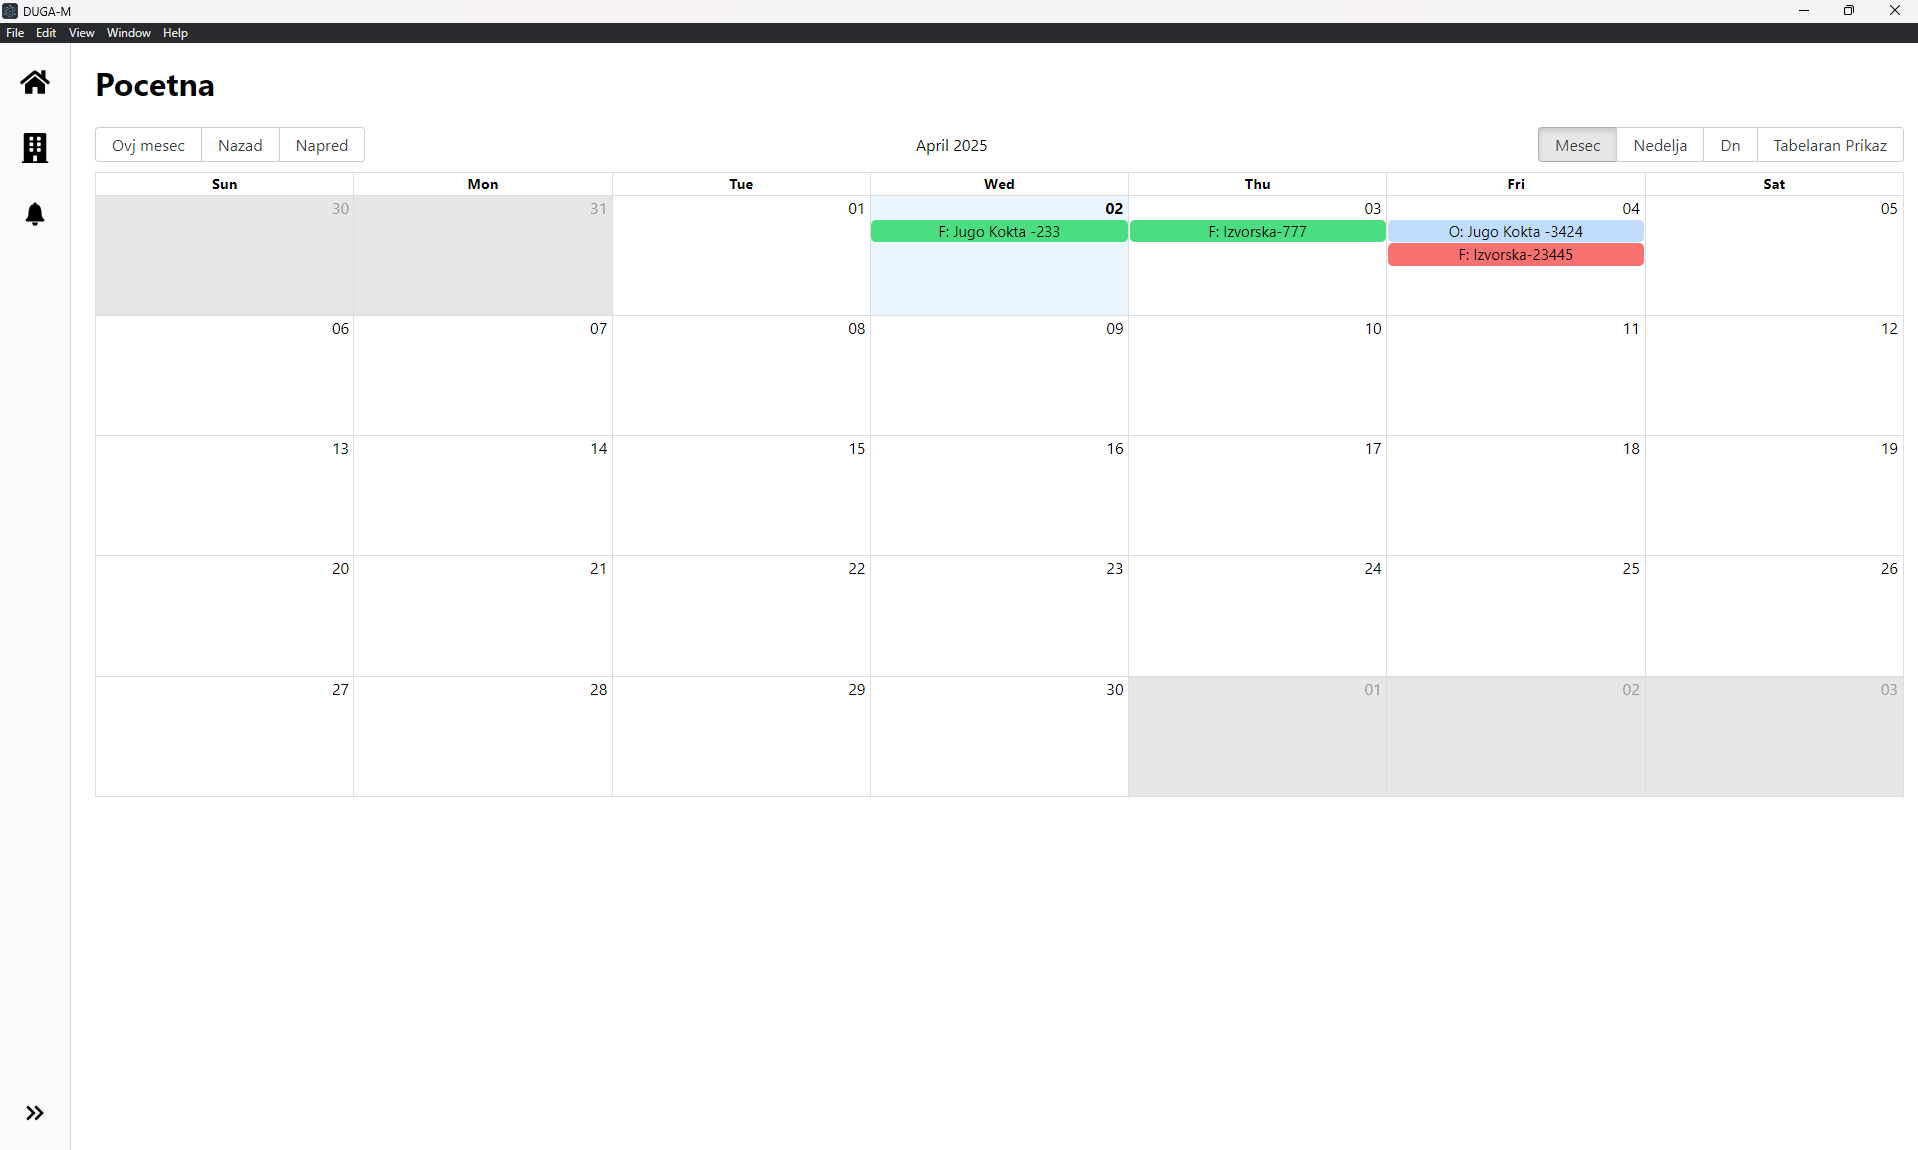 DUGA-M
File Edit View Window Help
Pocetna
Ovj mesec Nazad Napred April 2025 Mesec Nedelja Dn Tabelaran Prikaz
Sun Mon Tue Wed Thu Fri Sat
30 31 01 02 03 04 05
F: Jugo Kokta -233 F: Izvorska-777 O: Jugo Kokta -3424
F: Izvorska-23445
06 07 08 09 10 11 12
13 14 15 16 17 18 19
20 21 22 23 24 25 26
27 28 29 30 01 02 03